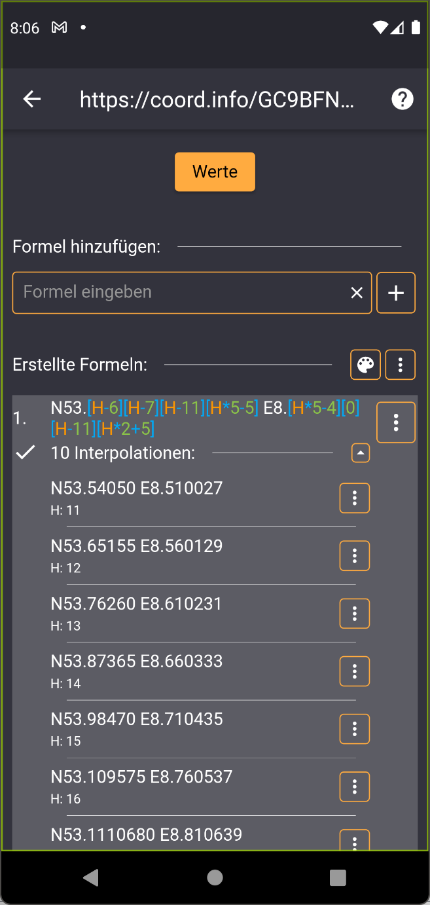 8:06
https://coord.info/GC9BFN...
Werte
Formel hinzufügen:
Formel eingeben
Erstellte Formeln:
1.
N53.[H-6][H-7][H-11][H*5-5] E8.[H*5-4][0]
[H-11][H*2+5]
10 Interpolationen:
N53.54050 E8.510027
H: 11
N53.65155 E8.560129
H: 12
N53.76260 E8.610231
H: 13
N53.87365 E8.660333
H: 14
N53.98470 E8.710435
H: 15
N53.109575 E8.760537
H: 16
N53.1110680 E8.810639